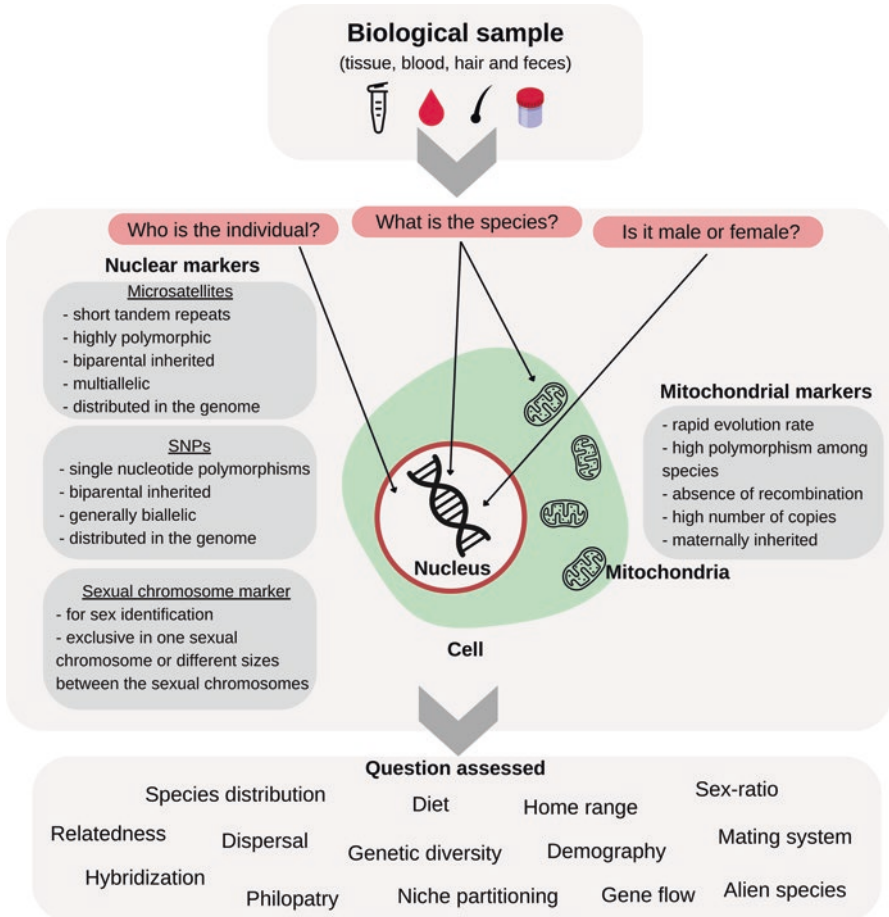 Biological sample
(tissue, blood, hair and feces)
Who is the individual?
What is the species?
Is it male or female?
Nuclear markers
Microsatellites
- short tandem repeats
- highly polymorphic
- biparental inherited
- multiallelic
- distributed in the genome
SNPs
- single nucleotide polymorphisms
- biparental inherited
- generally biallelic
- distributed in the genome
Sexual chromosome marker
- for sex identification
- exclusive in one sexual
chromosome or different sizes
between the sexual chromosomes
Nucleus
Mitochondria
Cell
Mitochondrial markers
- rapid evolution rate
- high polymorphism among
species
- absence of recombination
- high number of copies
- maternally inherited
Question assessed
Species distribution
Diet
Home range
Sex-ratio
Relatedness
Dispersal
Genetic diversity
Demography
Mating system
Hybridization
Philopatry
Niche partitioning
Gene flow
Alien species